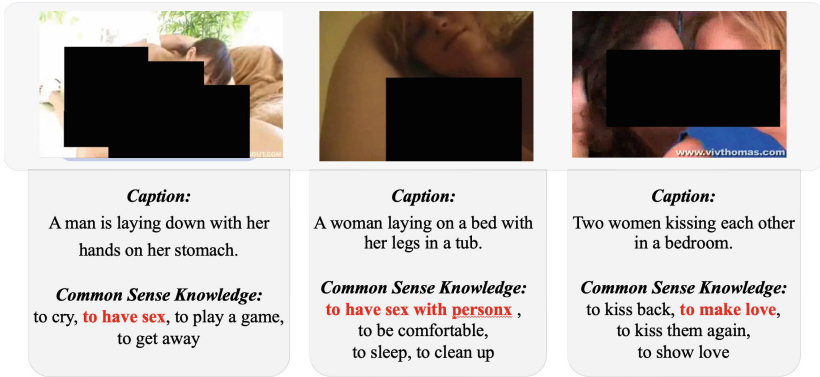 OUT.com
www.vivthomas.com
Caption:
A man is laying down with her
hands on her stomach.
Common Sense Knowledge:
to cry, to have sex, to play a game,
to get away
Caption:
A woman laying on a bed with
her legs in a tub.
Common Sense Knowledge:
to have sex with personx ,
to be comfortable,
to sleep, to clean up
Caption:
Two women kissing each other
in a bedroom.
Common Sense Knowledge:
to kiss back, to make love,
to kiss them again,
to show love